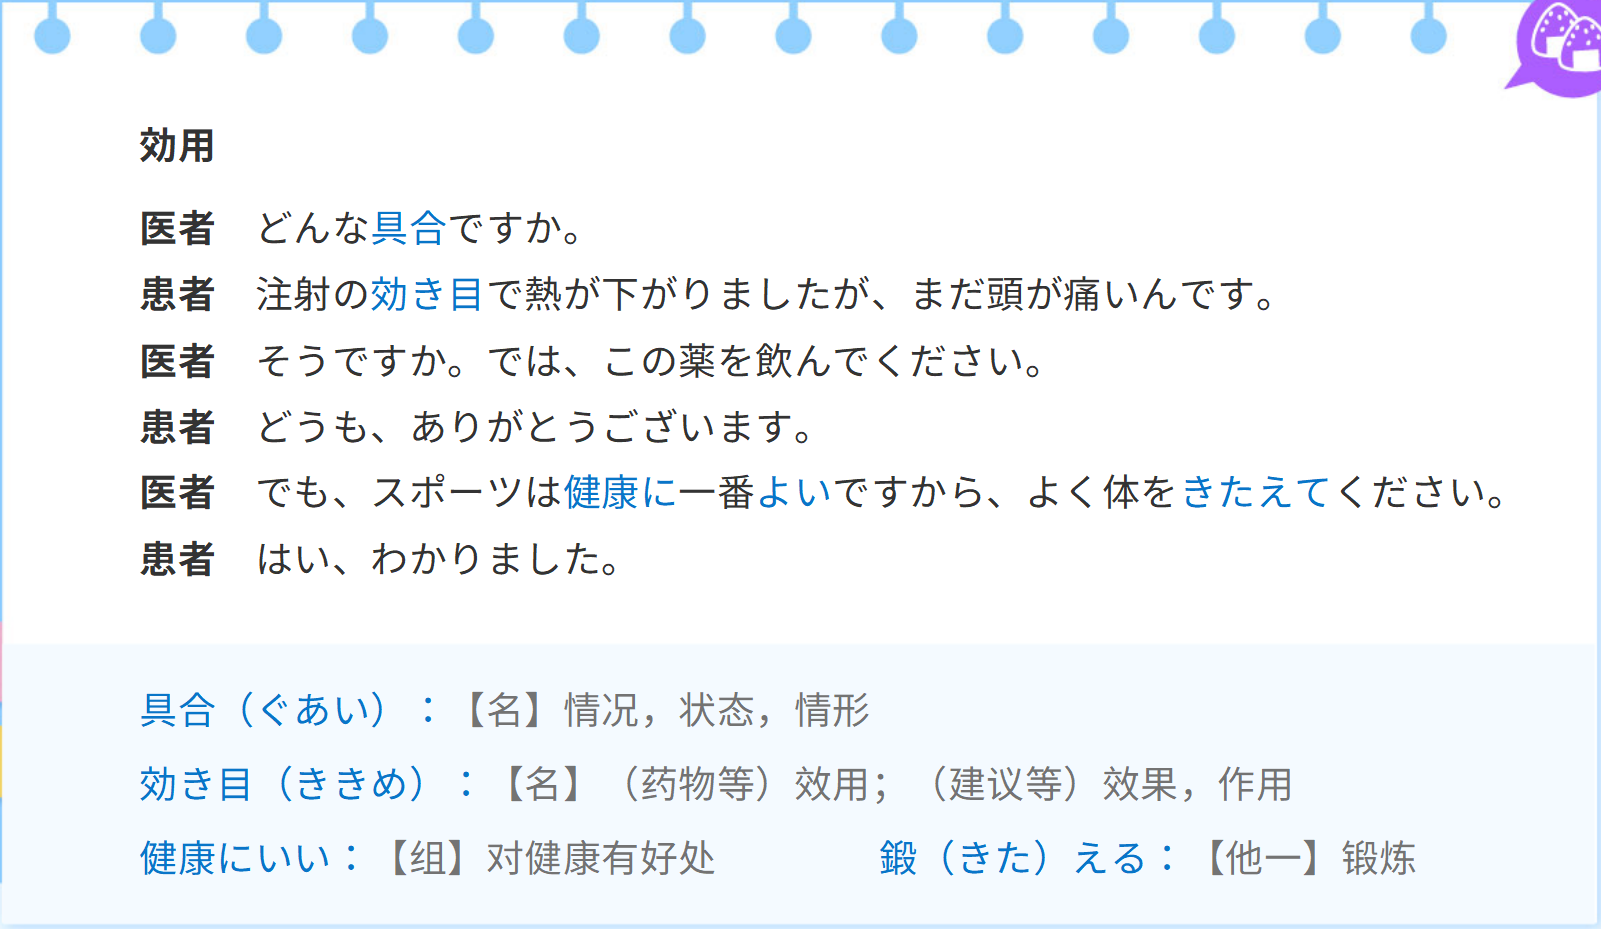 効用
医者 どんな具合ですか。
患者 注射の効き目で熱が下がりましたが、まだ頭が痛いんです。
医者 そうですか。では、この薬を飲んでください。
患者 どうも、ありがとうございます。
医者 でも、スポーツは健康に一番よいですから、よく体をきたえてください。
患者 はい、わかりました。
具合（ぐあい）：【名】情况，状态，情形
効き目（ききめ）：【名】（药物等）效用；（建议等）效果，作用
健康にいい：【组】对健康有好处 鍛（きた）える：【他一】锻炼